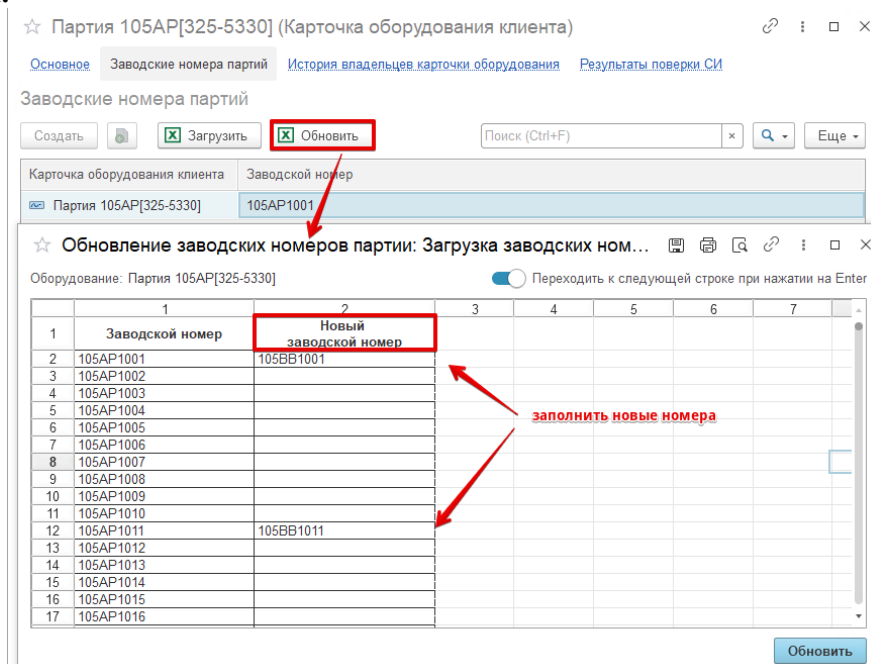 Партия 105АР[325-5330] (Карточка оборудования клиента)
Основное Заводские номера партий История владельцев карточки оборудования Результаты поверки СИ
Заводские номера партий
Создать Загрузить Обновить Поиск (Ctrl+F) × Еще
Карточка оборудования клиента Заводской номер
Партия 105АР[325-5330] 105АР1001
Обновление заводских номеров партии: Загрузка заводских ном...
Оборудование: Партия 105АР[325-5330] Переходить к следующей строке при нажатии на Enter
1 2 3 4 5 6 7
1 Заводской номер Новый
заводской номер
2 105АР1001 105ВВ1001
3 105АР1002
4 105АР1003
5 105АР1004
заполнить новые номера
6 105АР1005
7 105АР1006
8 105АР1007
9 105АР1008
10 105АР1009
11 105АР1010
12 105АР1011 105ВВ1011
13 105АР1012
14 105АР1013
15 105АР1014
16 105АР1015
17 105АР1016
Обновить